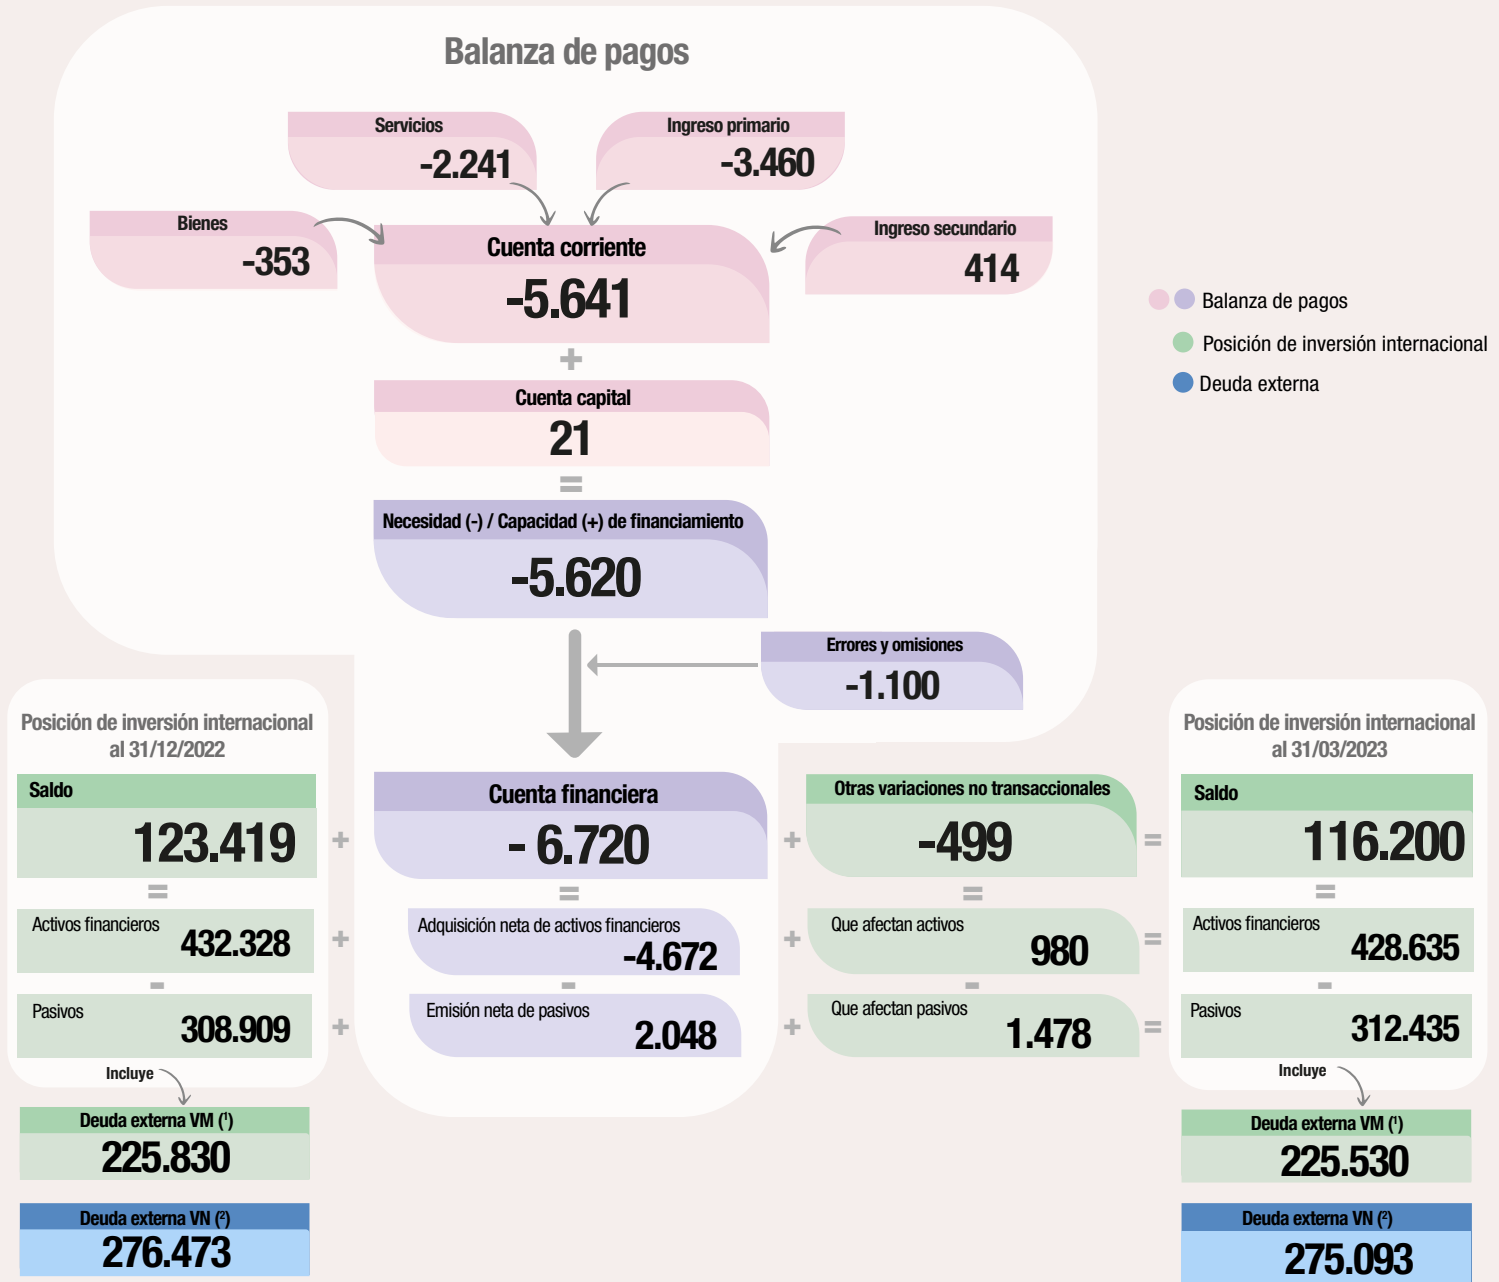 Balanza de pagos
Servicios
-2.241
Ingreso primario
-3.460
Bienes
-353
Cuenta corriente
-5.641
Ingreso secundario
414
+
Cuenta capital
21
=
Necesidad (-) / Capacidad (+) de financiamiento
-5.620
Errores y omisiones
-1.100
Balanza de pagos
Posición de inversión internacional
Deuda externa
Posición de inversión internacional
al 31/12/2022
Saldo
123.419
=
Activos financieros
432.328
-
Pasivos
308.909
Incluye
Deuda externa VM (¹)
225.830
Deuda externa VN (²)
276.473
+
+
+
Cuenta financiera
- 6.720
=
Adquisición neta de activos financieros
-4.672
-
Emisión neta de pasivos
2.048
+
+
+
Otras variaciones no transaccionales
-499
=
Que afectan activos
980
-
Que afectan pasivos
1.478
=
=
=
Posición de inversión internacional
al 31/03/2023
Saldo
116.200
=
Activos financieros
428.635
-
Pasivos
312.435
Incluye
Deuda externa VM (¹)
225.530
Deuda externa VN (²)
275.093